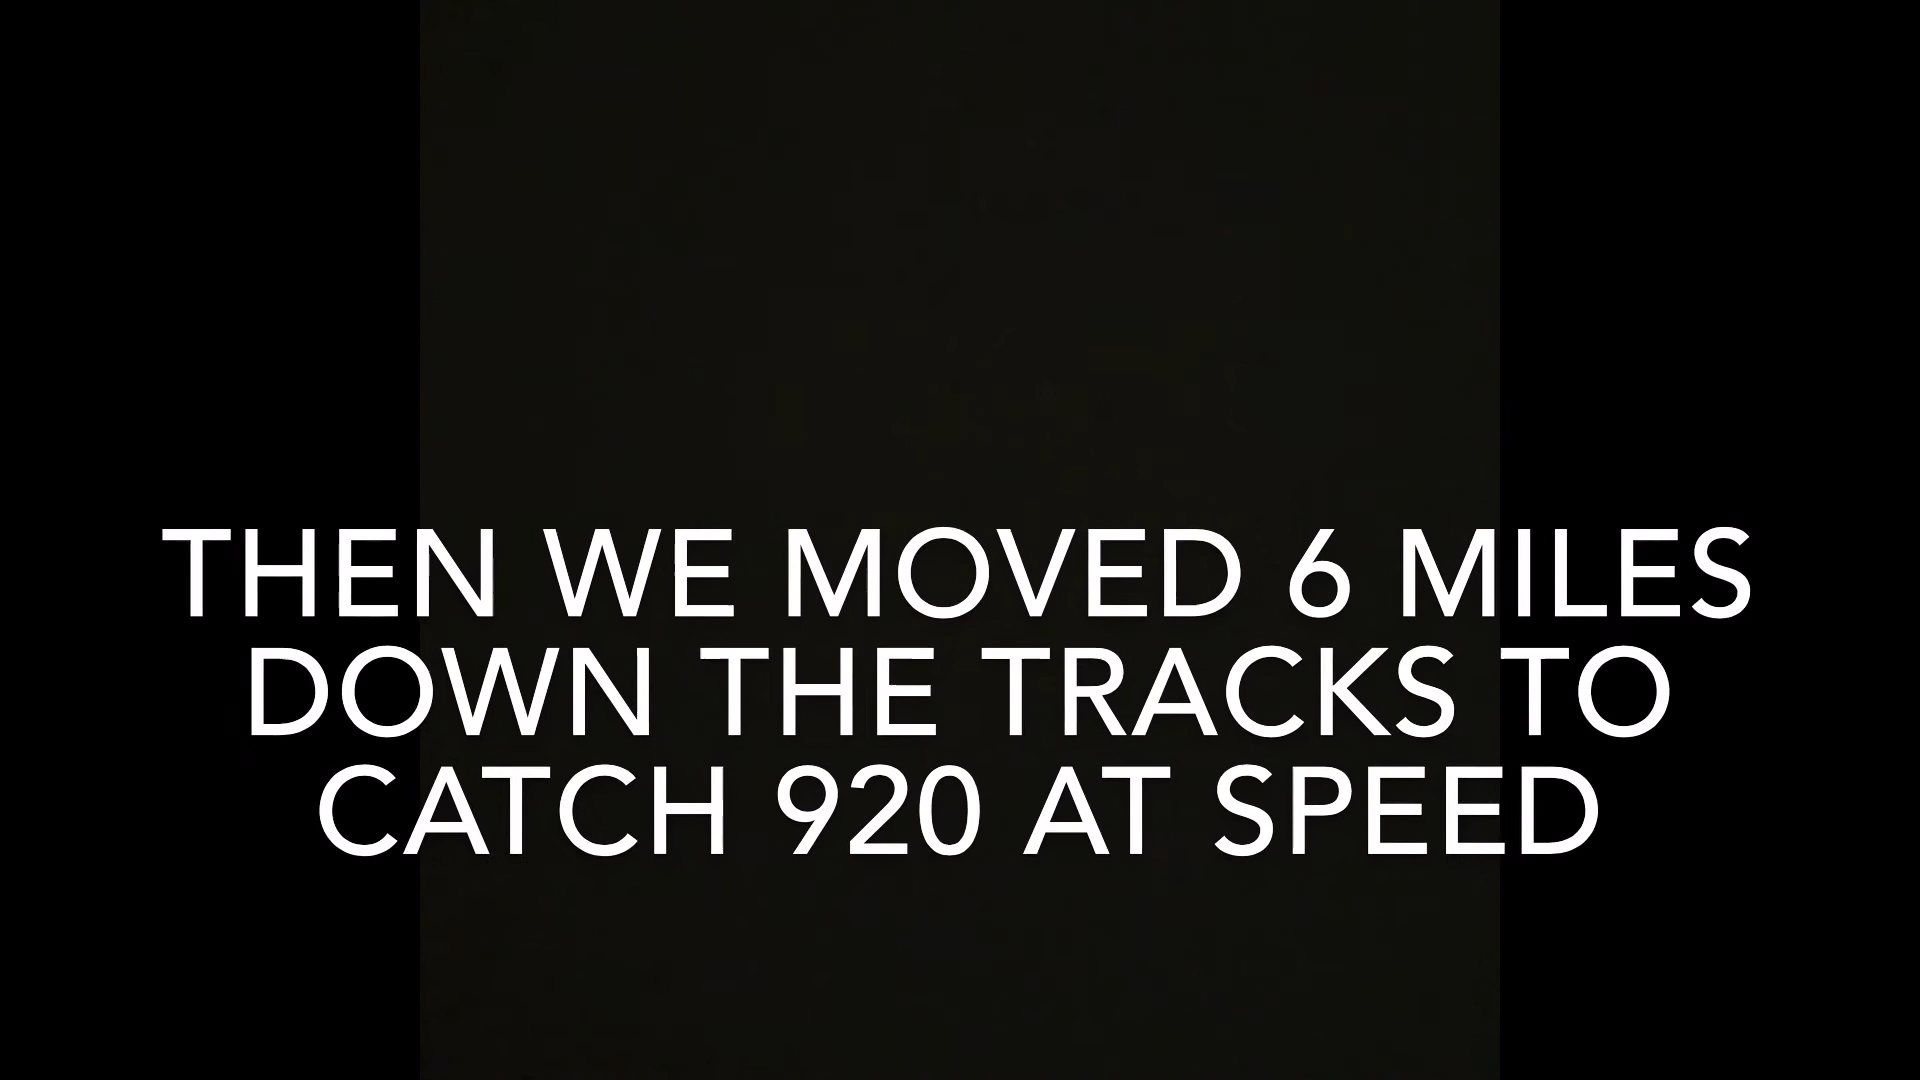 THEN WE MOVED 6 MILES
DOWN THE TRACKS TO
CATCH 920 AT SPEED